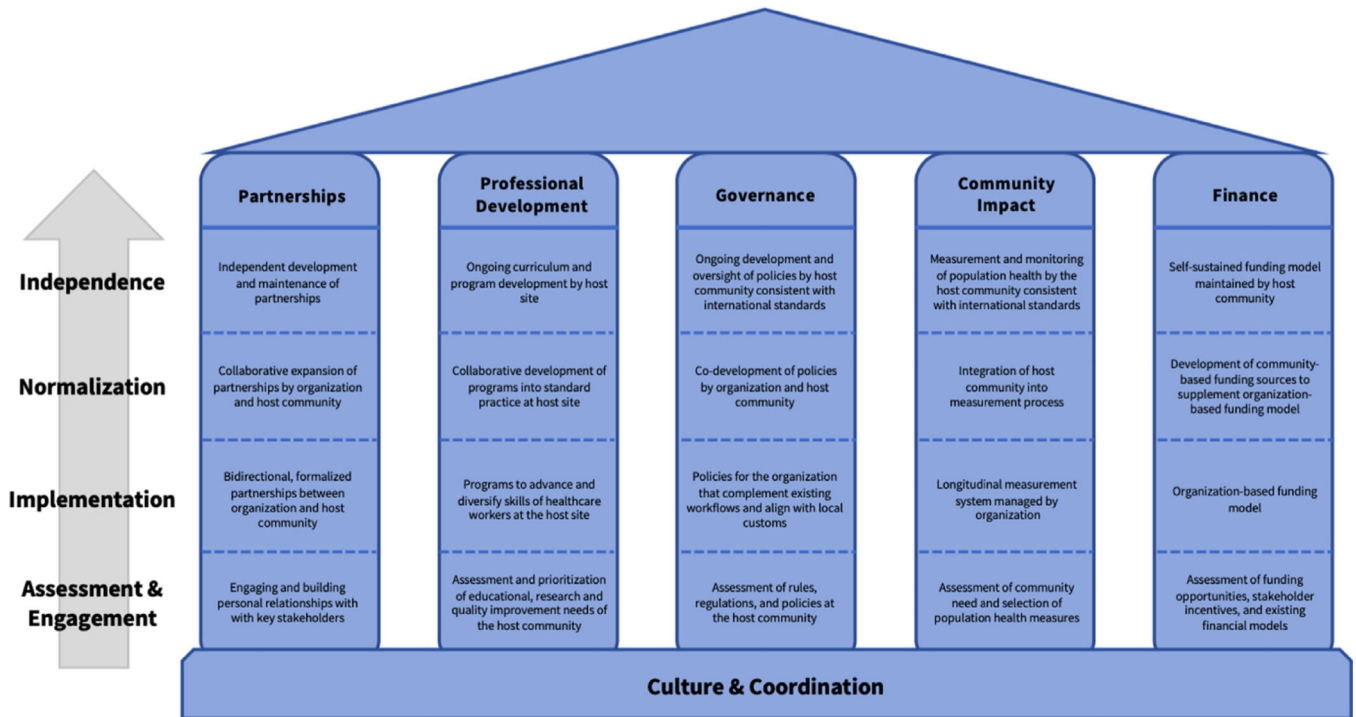 Partnerships
Professional
Development
Governance
Community
Impact
Finance
Independence
Independent development
and maintenance of
partnerships
Ongoing curriculum and
program development by host
site
Ongoing development and
oversight of policies by host
community consistent with
international standards
Measurement and monitoring
of population health by the
host community consistent
with international standards
Self-sustained funding model
maintained by host
community
Normalization
Collaborative expansion of
partnerships by organization
and host community
Collaborative development of
programs into standard
practice at host site
Co-development of policies
by organization and host
community
Integration of host
community into
measurement process
Development of community-
based funding sources to
supplement organization-
based funding model
Implementation
Bidirectional, formalized
partnerships between
organization and host
community
Programs to advance and
diversify skills of healthcare
workers at the host site
Policies for the organization
that complement existing
workflows and align with local
customs
Longitudinal measurement
system managed by
organization
Organization-based funding
model
Assessment &
Engagement
Engaging and building
personal relationships with
with key stakeholders
Assessment and prioritization
of educational, research and
quality improvement needs of
the host community
Assessment of rules,
regulations, and policies at
the host community
Assessment of community
need and selection of
population health measures
Assessment of funding
opportunities, stakeholder
incentives, and existing
financial models
Culture & Coordination